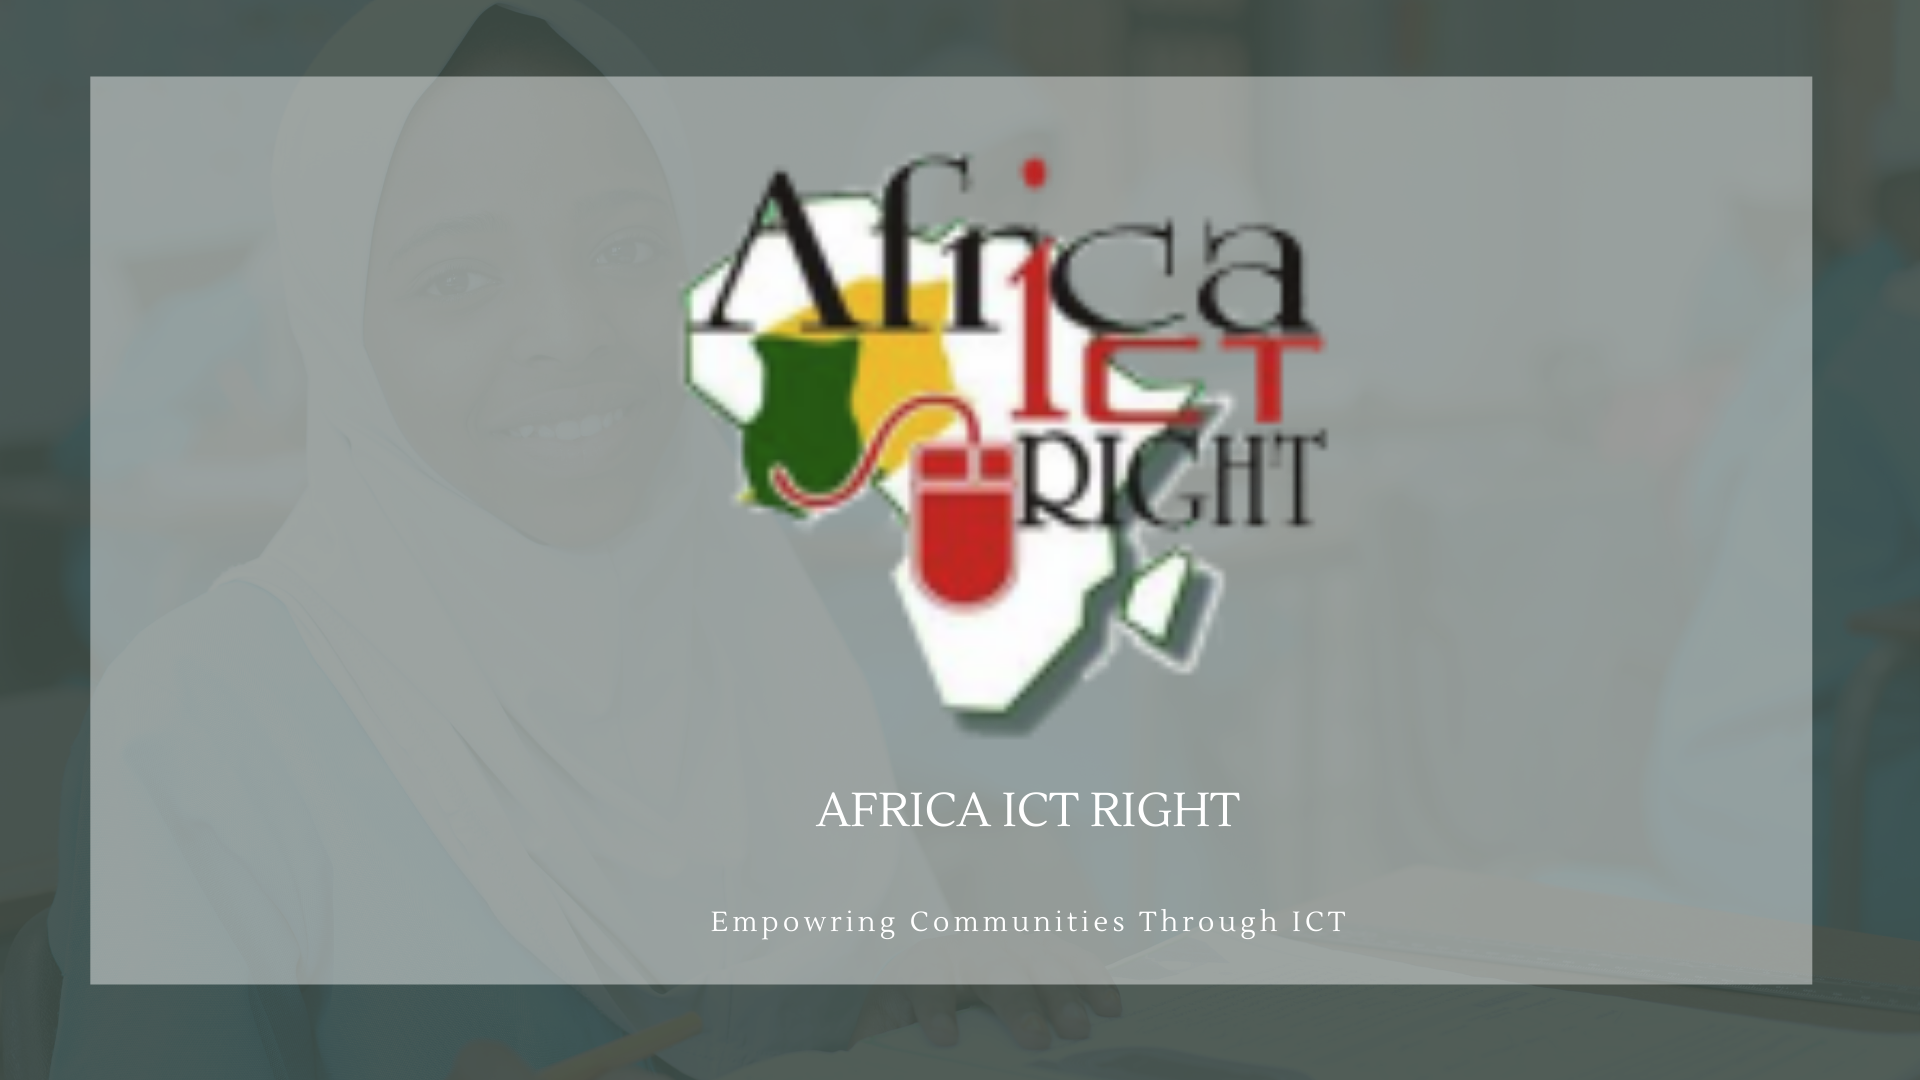 Africa
ICT
RIGHT
AFRICA ICT RIGHT
Empowring Communities Through ICT